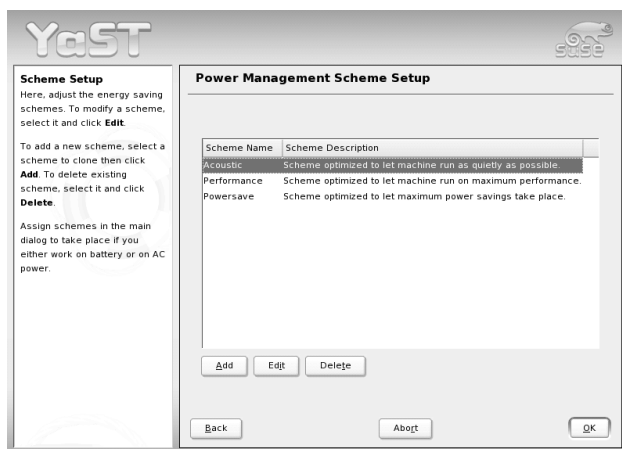 YaST
SUSE
Scheme Setup
Here, adjust the energy saving
schemes. To modify a scheme,
select it and click Edit.
To add a new scheme, select a
scheme to clone then click
Add. To delete existing
scheme, select it and click
Delete.
Assign schemes in the main
dialog to take place if you
either work on battery or on AC
power.
Power Management Scheme Setup
Scheme Name Scheme Description
Acoustic Scheme optimized to let machine run as quietly as possible.
Performance Scheme optimized to let machine run on maximum performance.
Powersave Scheme optimized to let maximum power savings take place.
Add Edit Delete
Back Abort OK